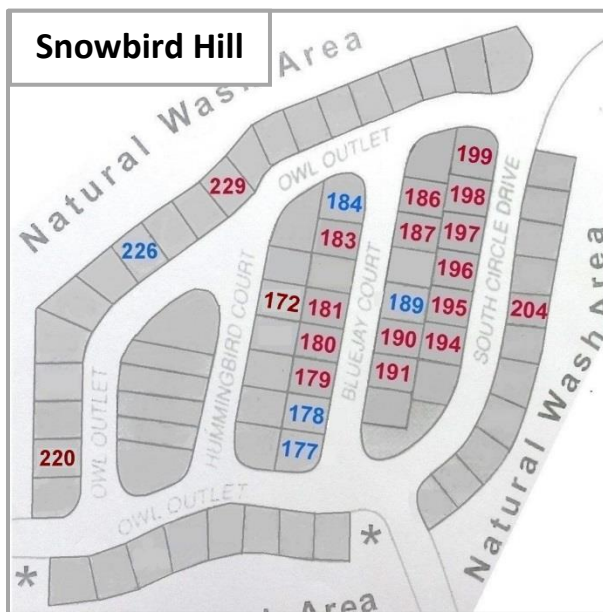 Snowbird Hill
Natural Wash Area
OWL OUTLET
199
184
186
198
229
183
187
197
226
196
172
181
189
195
204
180
190
194
179
191
178
177
220
HUMMINGBIRD COURT
BLUEJAY COURT
SOUTH CIRCLE DRIVE
Natural Wash Area
OWL OUTLET
OWL OUTLET
*
*
Area